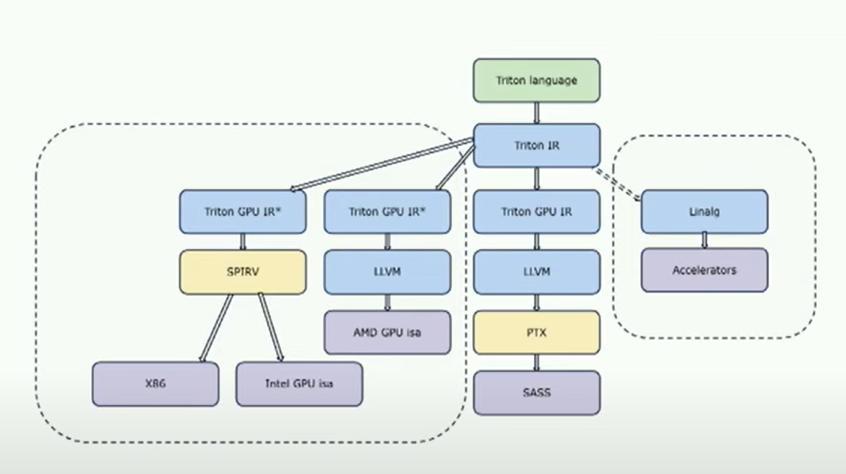 Triton language
Triton IR
Triton GPU IR*
Triton GPU IR*
Triton GPU IR
Linalg
SPIRV
LLVM
LLVM
Accelerators
AMD GPU isa
PTX
X86
Intel GPU isa
SASS